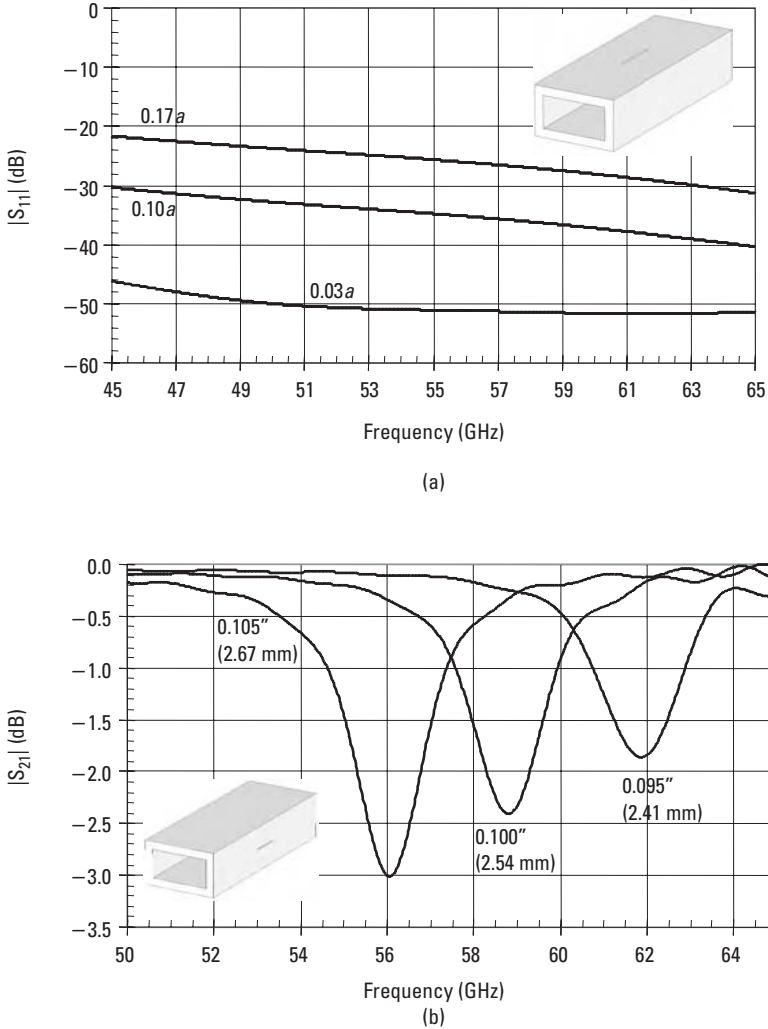 0
−10
−20
−30
−40
−50
−60
|S11| (dB)
0.17a
0.10a
0.03a
45 47 49 51 53 55 57 59 61 63 65
Frequency (GHz)
(a)
0.0
−0.5
−1.0
−1.5
−2.0
−2.5
−3.0
−3.5
|S21| (dB)
0.105″
(2.67 mm)
0.100″
(2.54 mm)
0.095″
(2.41 mm)
50 52 54 56 58 60 62 64
Frequency (GHz)
(b)